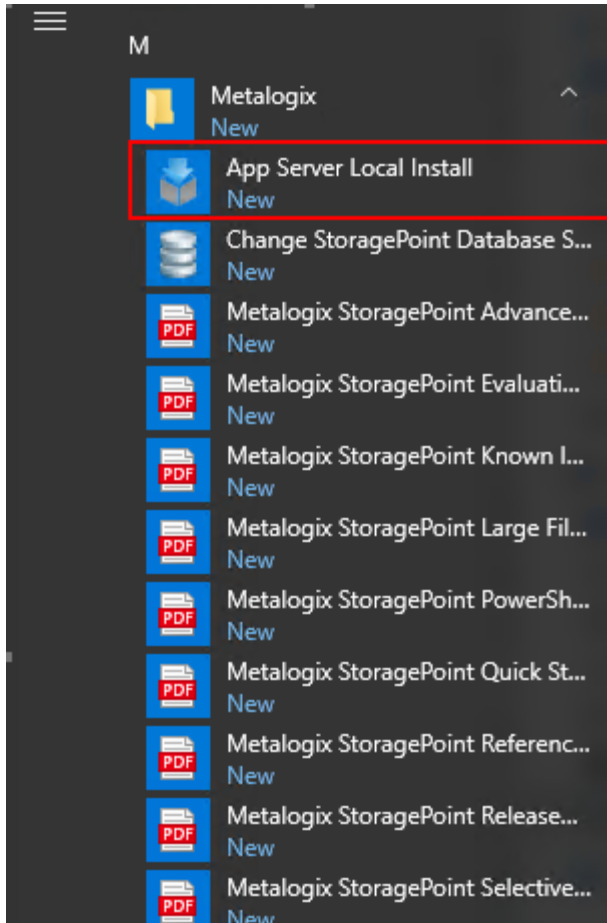 M
Metalogix
New
App Server Local Install
New
Change StoragePoint Database S...
New
PDF
Metalogix StoragePoint Advance...
New
PDF
Metalogix StoragePoint Evaluati...
New
PDF
Metalogix StoragePoint Known I...
New
PDF
Metalogix StoragePoint Large Fil...
New
PDF
Metalogix StoragePoint PowerSh...
New
PDF
Metalogix StoragePoint Quick St...
New
PDF
Metalogix StoragePoint Referenc...
New
PDF
Metalogix StoragePoint Release...
New
PDF
Metalogix StoragePoint Selective...
New